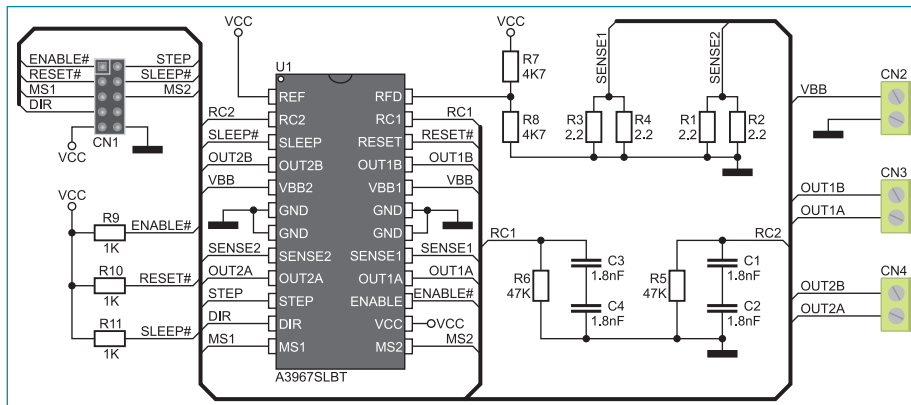 ENABLE#
RESET#
MS1
DIR
STEP
SLEEP#
MS2
CN1
VCC
VCC
R9
1K
ENABLE#
R10
1K
RESET#
R11
1K
SLEEP#
VCC
U1
RC2
SLEEP#
OUT2B
VBB
SENSE2
OUT2A
STEP
DIR
MS1
REF
RC2
SLEEP
OUT2B
VBB2
GND
GND
SENSE2
OUT2A
STEP
DIR
MS1
RFD
RC1
RESET
OUT1B
VBB1
GND
GND
SENSE1
OUT1A
ENABLE
VCC
MS2
A3967SLBT
RC1
RESET#
OUT1B
VBB
SENSE1
OUT1A
ENABLE#
VCC
MS2
VCC
R7
4K7
R8
4K7
SENSE1
SENSE2
R3
2,2
R4
2.2
R1
2,2
R2
2.2
RC1
R6
47K
C3
1.8nF
C4
1.8nF
R5
47K
C1
1.8nF
C2
1.8nF
RC2
VBB
CN2
OUT1B
OUT1A
CN3
OUT2B
OUT2A
CN4